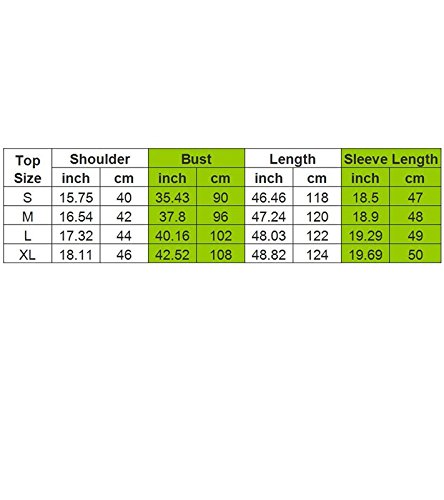 Top Size Shoulder Bust Length Sleeve Length
inch cm inch cm inch cm inch cm
S 15.75 40 35.43 90 46.46 118 18.5 47
M 16.54 42 37.8 96 47.24 120 18.9 48
L 17.32 44 40.16 102 48.03 122 19.29 49
XL 18.11 46 42.52 108 48.82 124 19.69 50